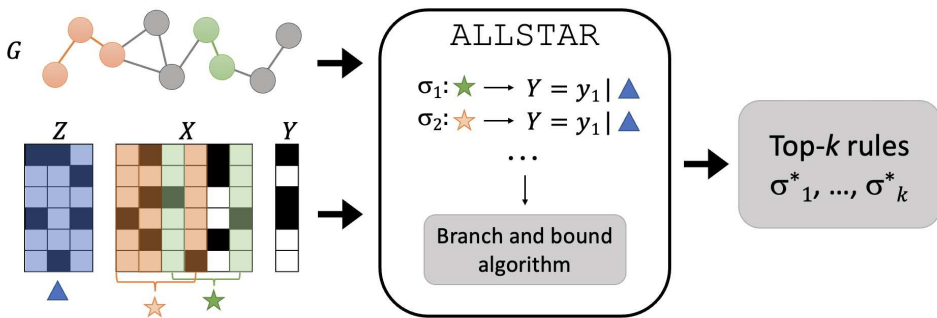 G
ALLSTAR
σ₁: → Y = y₁ |
σ₂: → Y = y₁ |
...
Branch and bound
algorithm
Z X Y
Top-k rules
σ*₁, ..., σ*ₖ